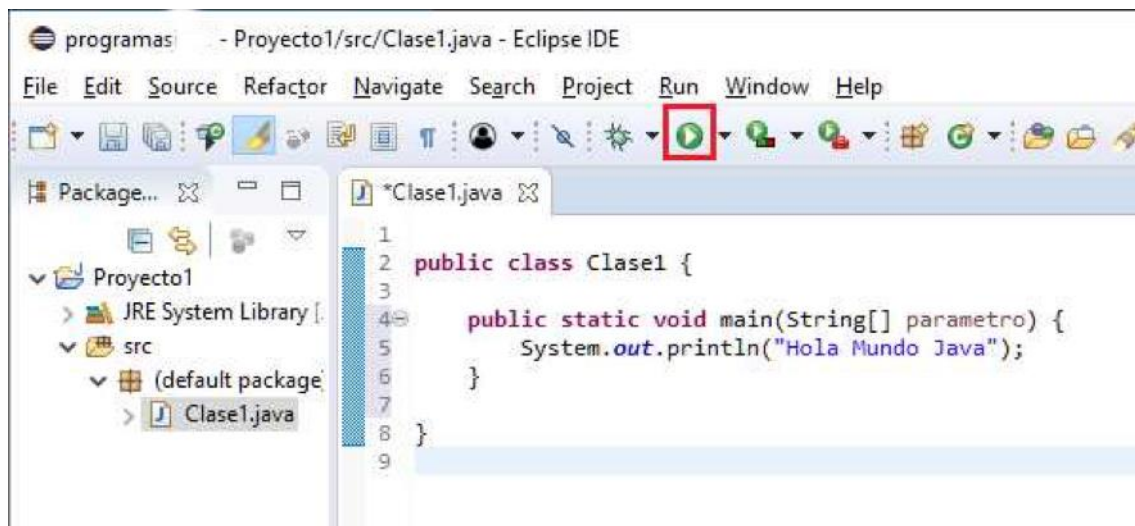 programas - Proyecto1/src/Clase1.java - Eclipse IDE
File Edit Source Refactor Navigate Search Project Run Window Help
Package...
*Clase1.java
Proyecto1
JRE System Library [.
src
(default package)
Clase1.java
1
2 public class Clase1 {
3
4 public static void main(String[] parametro) {
5 System.out.println("Hola Mundo Java");
6 }
7
8 }
9